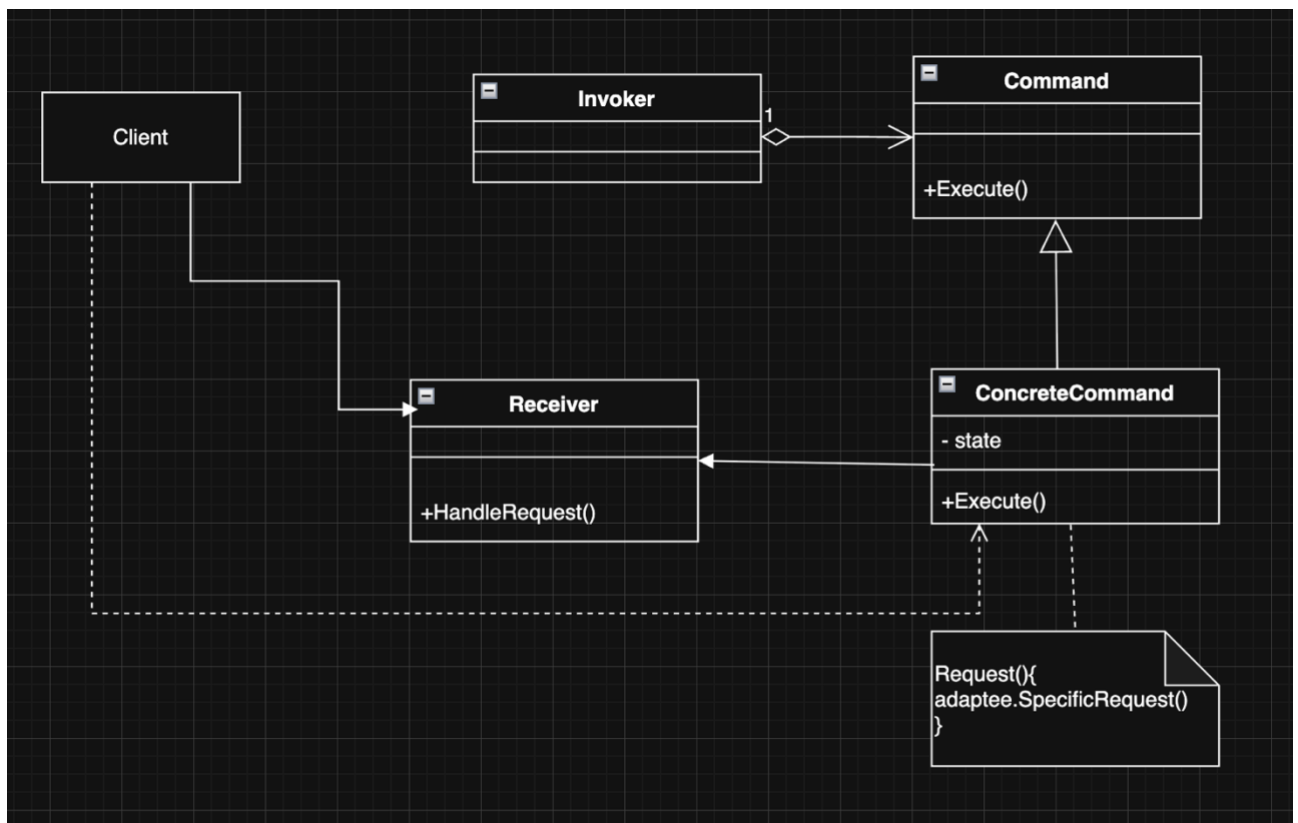 Client
Invoker
1
Command
+Execute()
Receiver
+HandleRequest()
ConcreteCommand
- state
+Execute()
Request(){
adaptee.SpecificRequest()
}